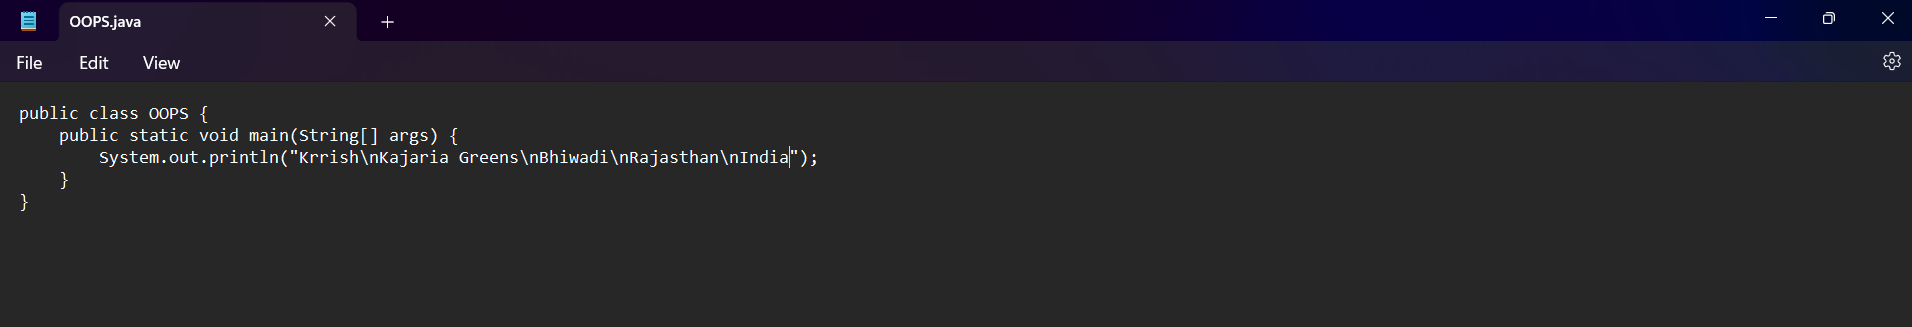 OOPS.java
File Edit View
public class OOPS {
    public static void main(String[] args) {
        System.out.println("Krrish\nKajaria Greens\nBhiwadi\nRajasthan\nIndia");
    }
}